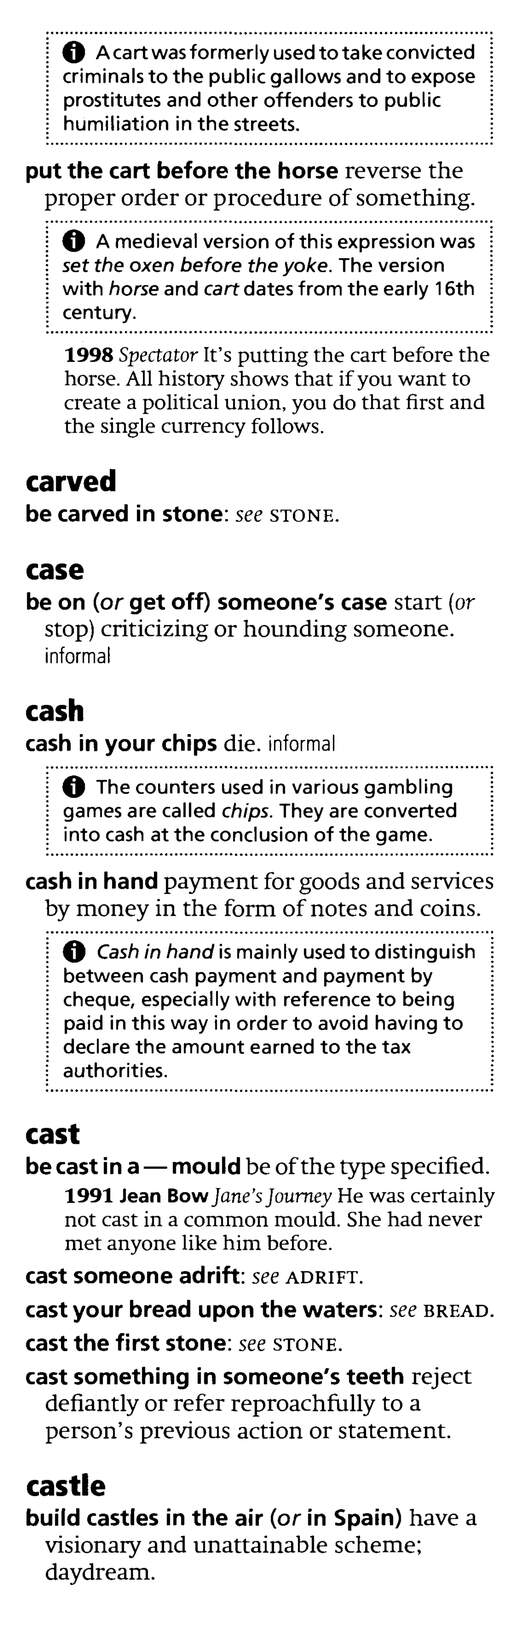 A cart was formerly used to take convicted
criminals to the public gallows and to expose
prostitutes and other offenders to public
humiliation in the streets.
put the cart before the horse reverse the
proper order or procedure of something.
A medieval version of this expression was
set the oxen before the yoke. The version
with horse and cart dates from the early 16th
century.
1998 Spectator It's putting the cart before the
horse. All history shows that if you want to
create a political union, you do that first and
the single currency follows.
carved
be carved in stone: see STONE.
case
be on (or get off) someone's case start (or
stop) criticizing or hounding someone.
informal
cash
cash in your chips die. informal
The counters used in various gambling
games are called chips. They are converted
into cash at the conclusion of the game.
cash in hand payment for goods and services
by money in the form of notes and coins.
Cash in hand is mainly used to distinguish
between cash payment and payment by
cheque, especially with reference to being
paid in this way in order to avoid having to
declare the amount earned to the tax
authorities.
cast
be cast in a — mould be of the type specified.
1991 Jean Bow Jane's Journey He was certainly
not cast in a common mould. She had never
met anyone like him before.
cast someone adrift: see ADRIFT.
cast your bread upon the waters: see BREAD.
cast the first stone: see STONE.
cast something in someone's teeth reject
defiantly or refer reproachfully to a
person's previous action or statement.
castle
build castles in the air (or in Spain) have a
visionary and unattainable scheme;
daydream.